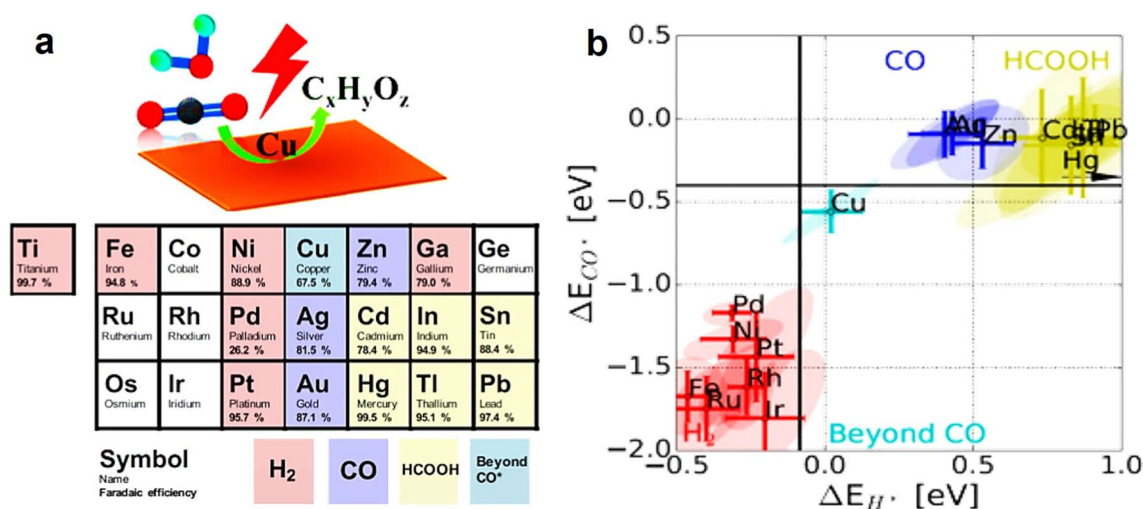 a
CxHyOz
Cu
Ti
Titanium
99.7 %
Fe
Iron
94.8 %
Co
Cobalt
Ni
Nickel
88.9 %
Cu
Copper
67.5 %
Zn
Zinc
79.4 %
Ga
Gallium
79.0 %
Ge
Germanium
Ru
Ruthenium
Rh
Rhodium
Pd
Palladium
26.2 %
Ag
Silver
81.5 %
Cd
Cadmium
78.4 %
In
Indium
94.9 %
Sn
Tin
88.4 %
Os
Osmium
Ir
Iridium
Pt
Platinum
95.7 %
Au
Gold
87.1 %
Hg
Mercury
99.5 %
Tl
Thallium
95.1 %
Pb
Lead
97.4 %
Symbol
Name
Faradaic efficiency
H2
CO
HCOOH
Beyond
CO*
b
0.5
0.0
−0.5
−1.0
−1.5
−2.0
ΔE_CO* [eV]
CO
HCOOH
Zn
Pb
Hg
Cu
Pd
Ni
Pt
Fe
Rh
Ru
Ir
H2
Beyond CO
−0.5
0.0
0.5
1.0
ΔE_H* [eV]